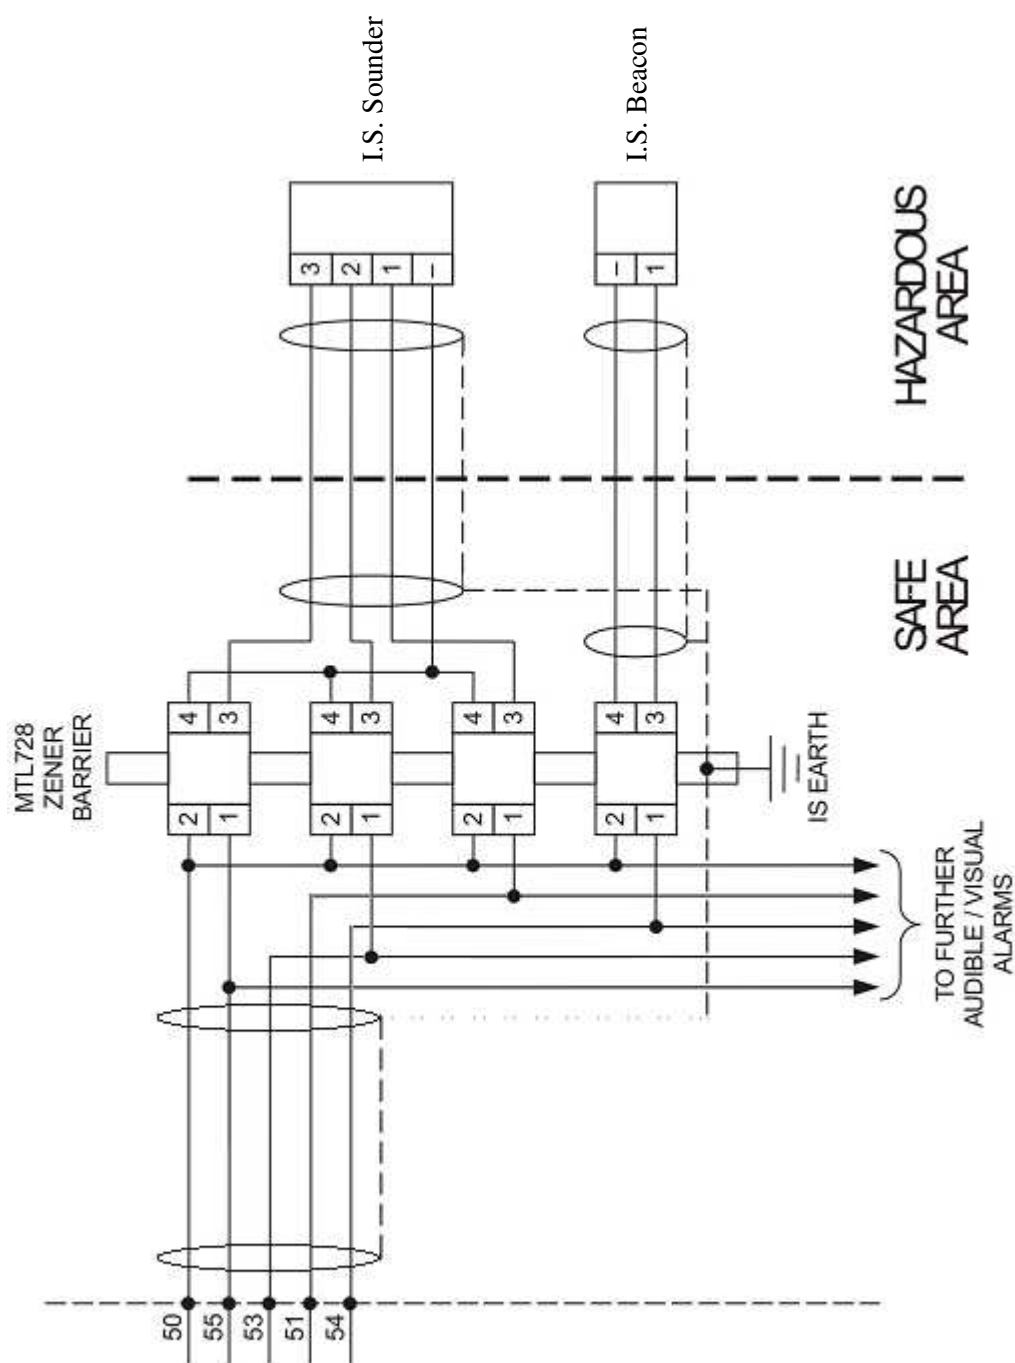 50
55
53
51
54
MTL728
ZENER
BARRIER
2
1
4
3
2
1
4
3
2
1
4
3
2
1
4
3
IS EARTH
TO FURTHER
AUDIBLE / VISUAL
ALARMS
SAFE
AREA
HAZARDOUS
AREA
3
2
1
–
I.S. Sounder
–
1
I.S. Beacon